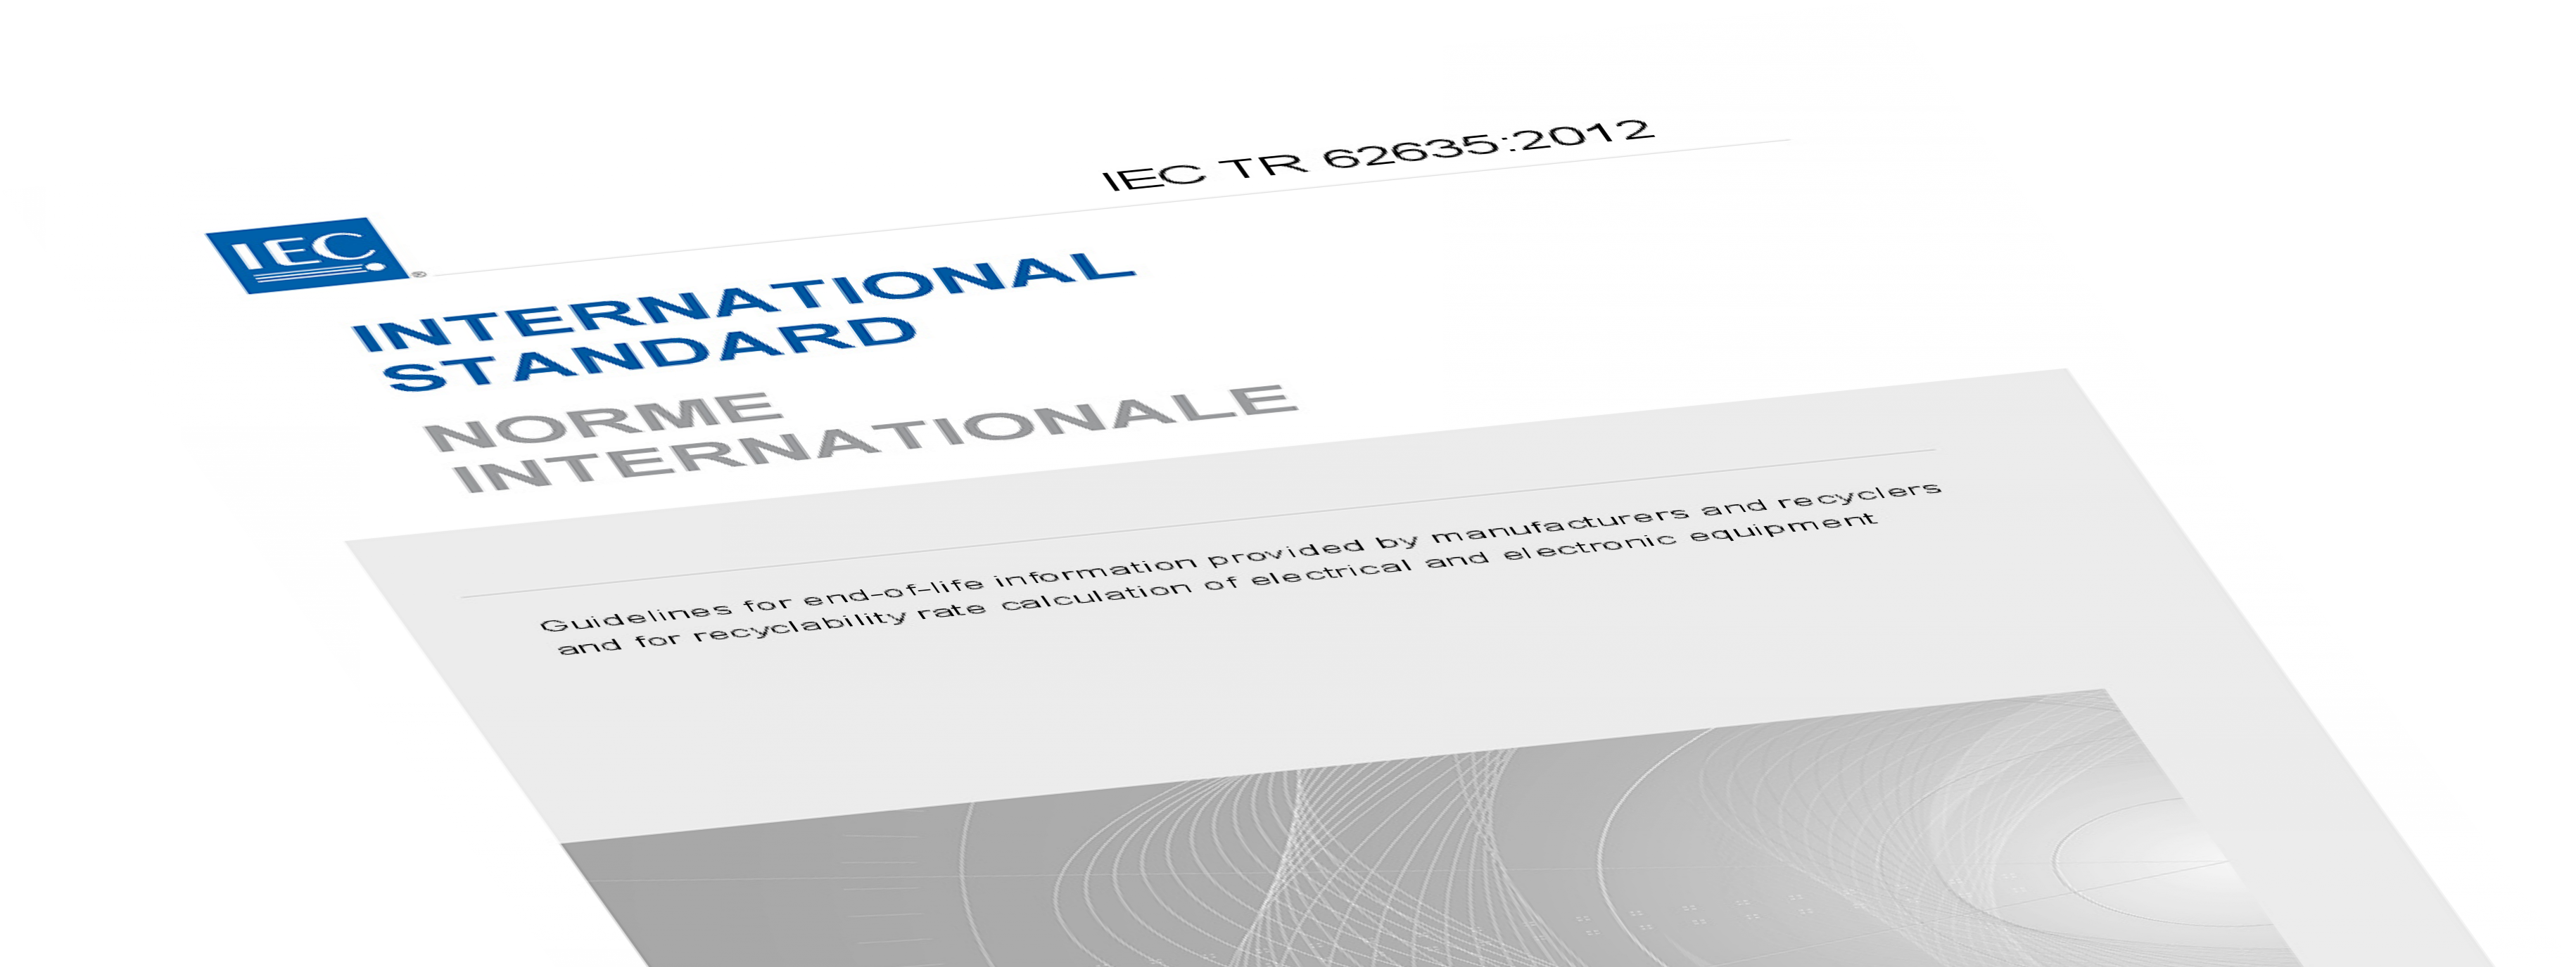 IEC TR 62635:2012
IEC ®
INTERNATIONAL
STANDARD
NORME
INTERNATIONALE
Guidelines for end-of-life information provided by manufacturers and recyclers
and for recyclability rate calculation of electrical and electronic equipment